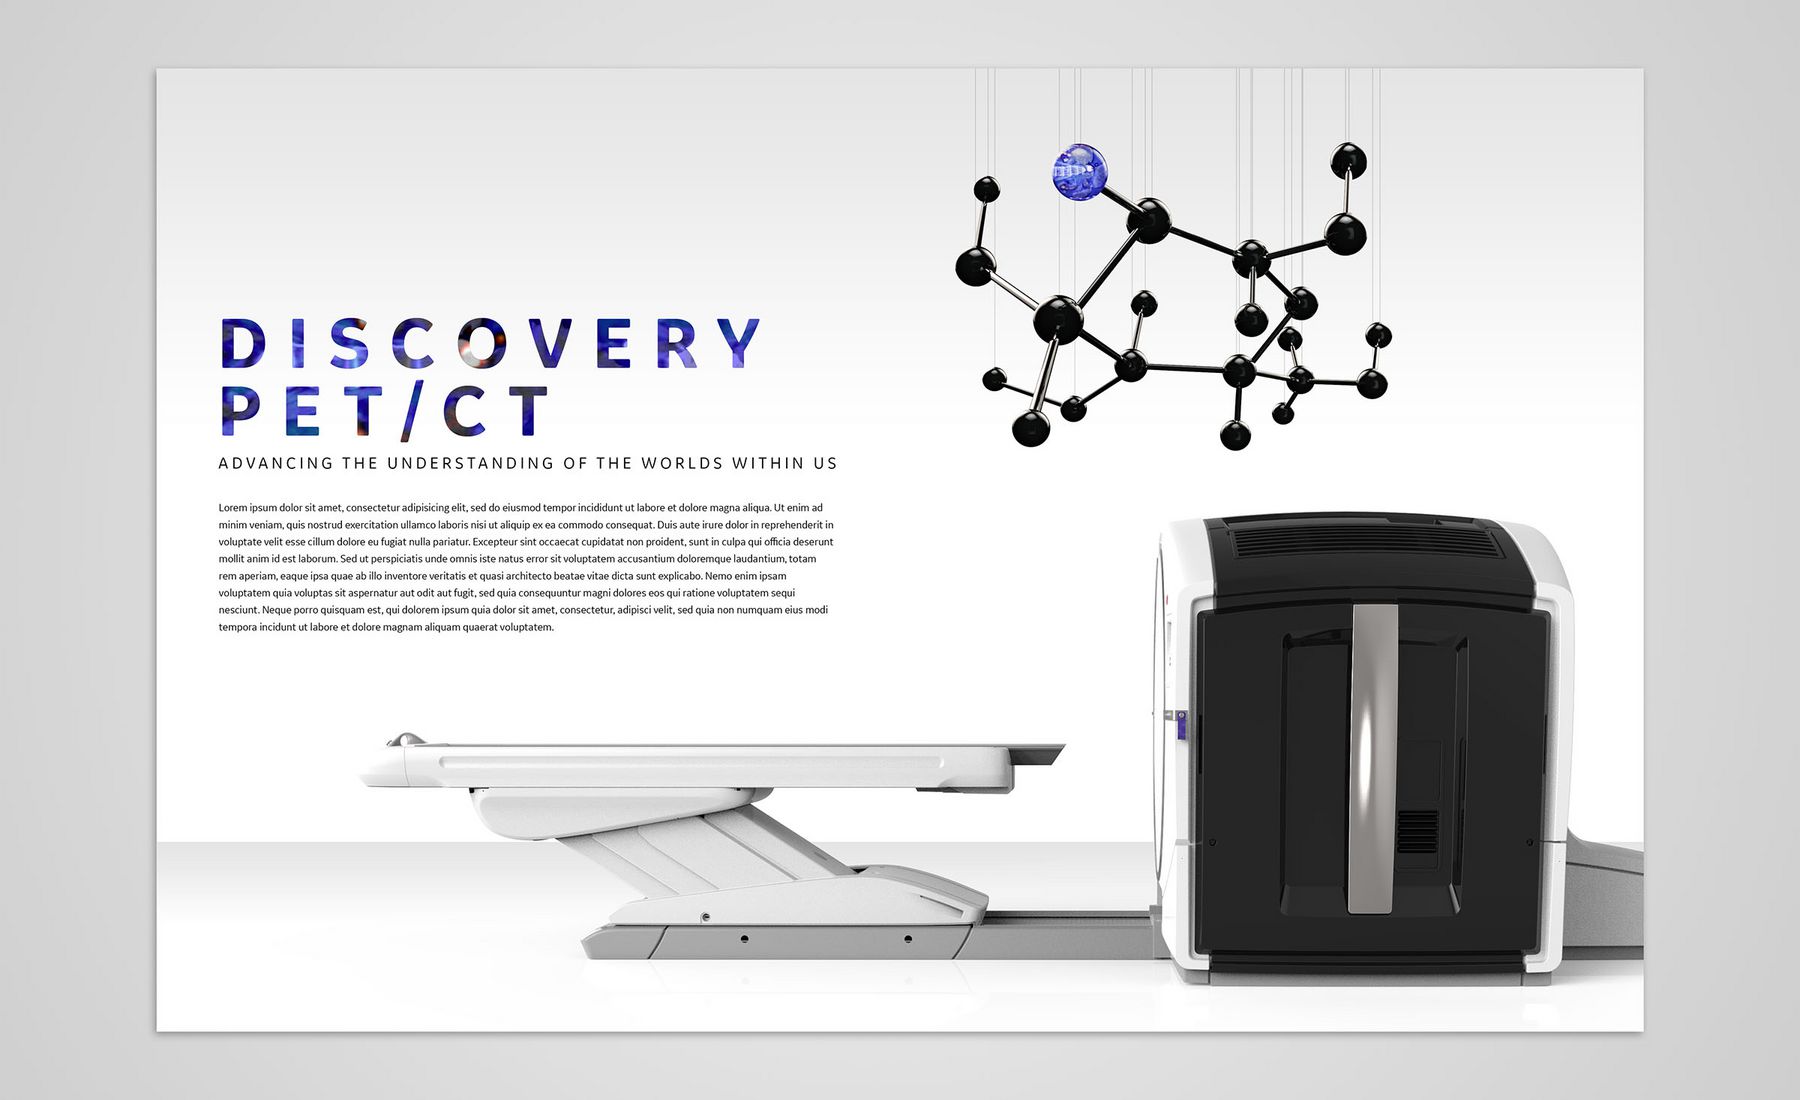 DISCOVERY
PET/CT
ADVANCING THE UNDERSTANDING OF THE WORLDS WITHIN US
Lorem ipsum dolor sit amet, consectetur adipisicing elit, sed do eiusmod tempor incididunt ut labore et dolore magna aliqua. Ut enim ad
minim veniam, quis nostrud exercitation ullamco laboris nisi ut aliquip ex ea commodo consequat. Duis aute irure dolor in reprehenderit in
voluptate velit esse cillum dolore eu fugiat nulla pariatur. Excepteur sint occaecat cupidatat non proident, sunt in culpa qui officia deserunt
mollit anim id est laborum. Sed ut perspiciatis unde omnis iste natus error sit voluptatem accusantium doloremque laudantium, totam
rem aperiam, eaque ipsa quae ab illo inventore veritatis et quasi architecto beatae vitae dicta sunt explicabo. Nemo enim ipsam
voluptatem quia voluptas sit aspernatur aut odit aut fugit, sed quia consequuntur magni dolores eos qui ratione voluptatem sequi
nesciunt. Neque porro quisquam est, qui dolorem ipsum quia dolor sit amet, consectetur, adipisci velit, sed quia non numquam eius modi
tempora incidunt ut labore et dolore magnam aliquam quaerat voluptatem.